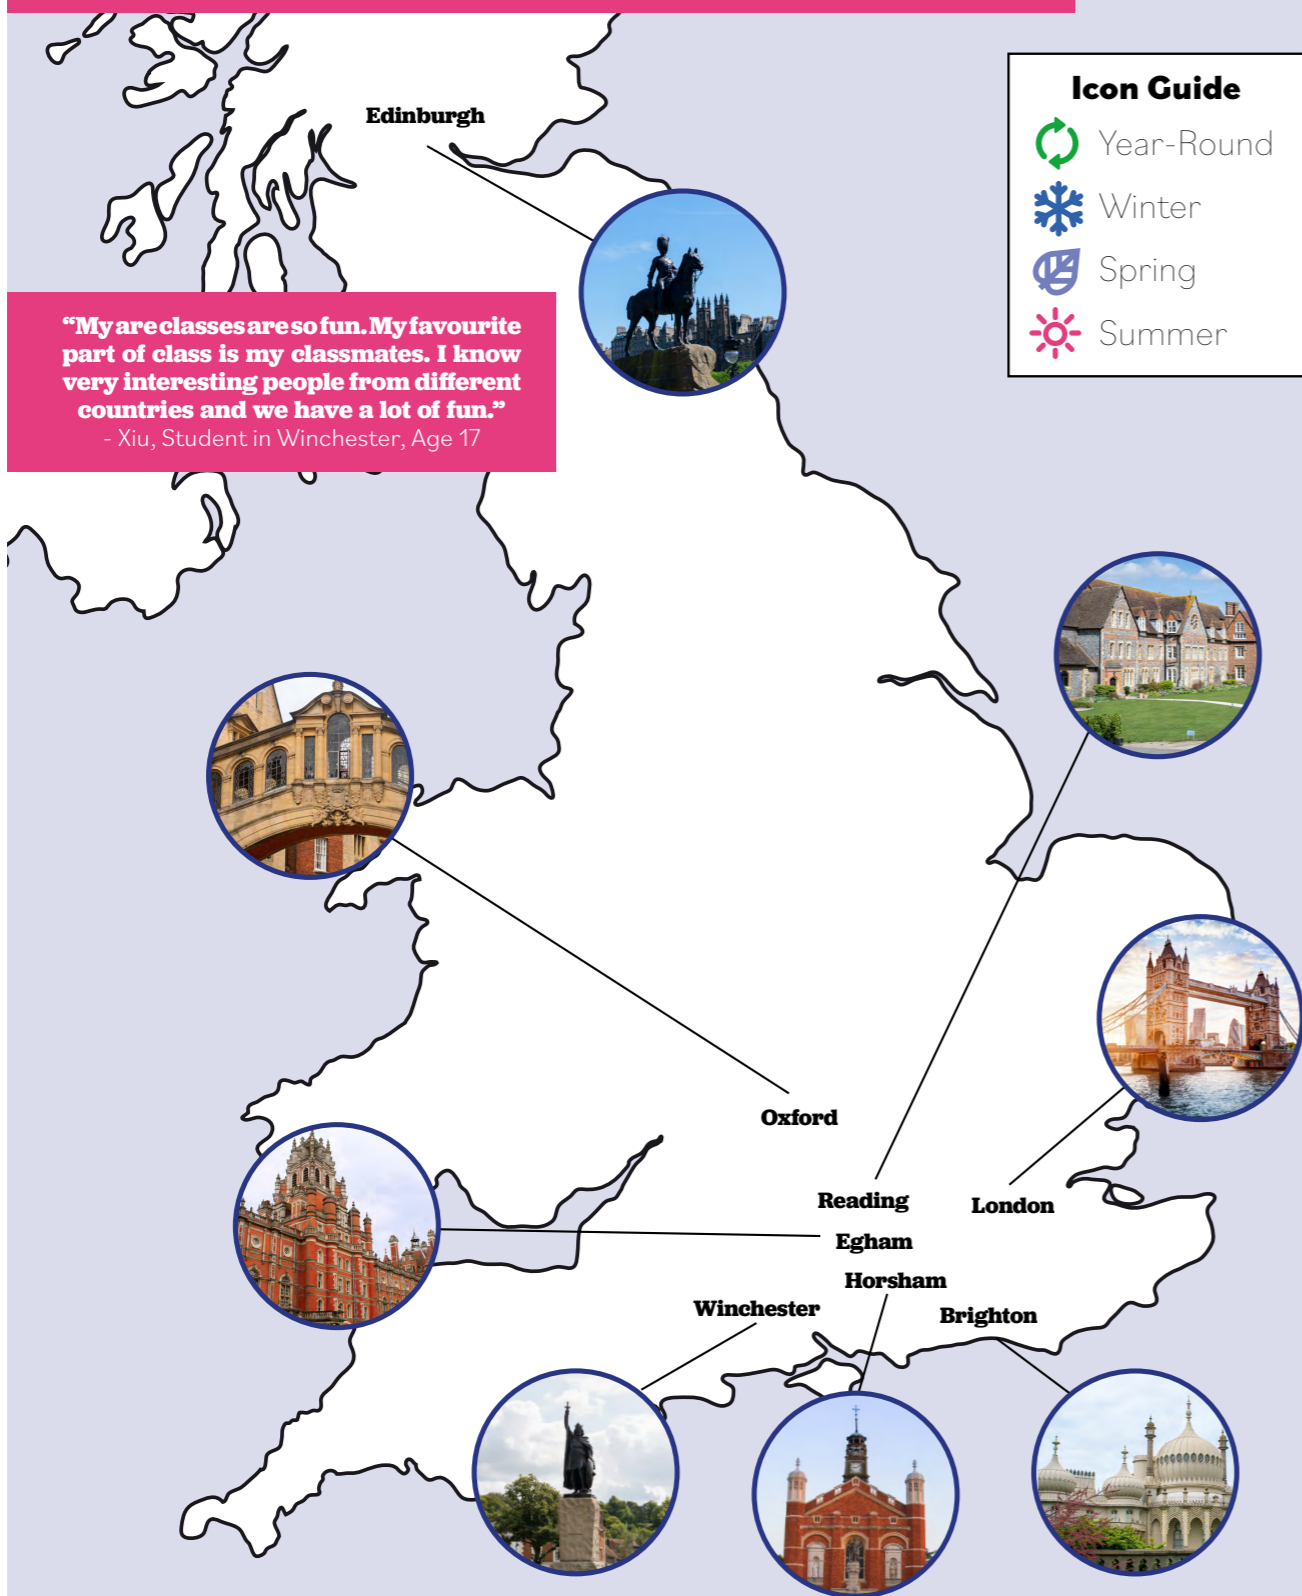 Edinburgh
Icon Guide
Year-Round
Winter
Spring
Summer
“My are classes are so fun. My favourite
part of class is my classmates. I know
very interesting people from different
countries and we have a lot of fun.”
- Xiu, Student in Winchester, Age 17
Oxford
Reading
London
Egham
Horsham
Winchester
Brighton